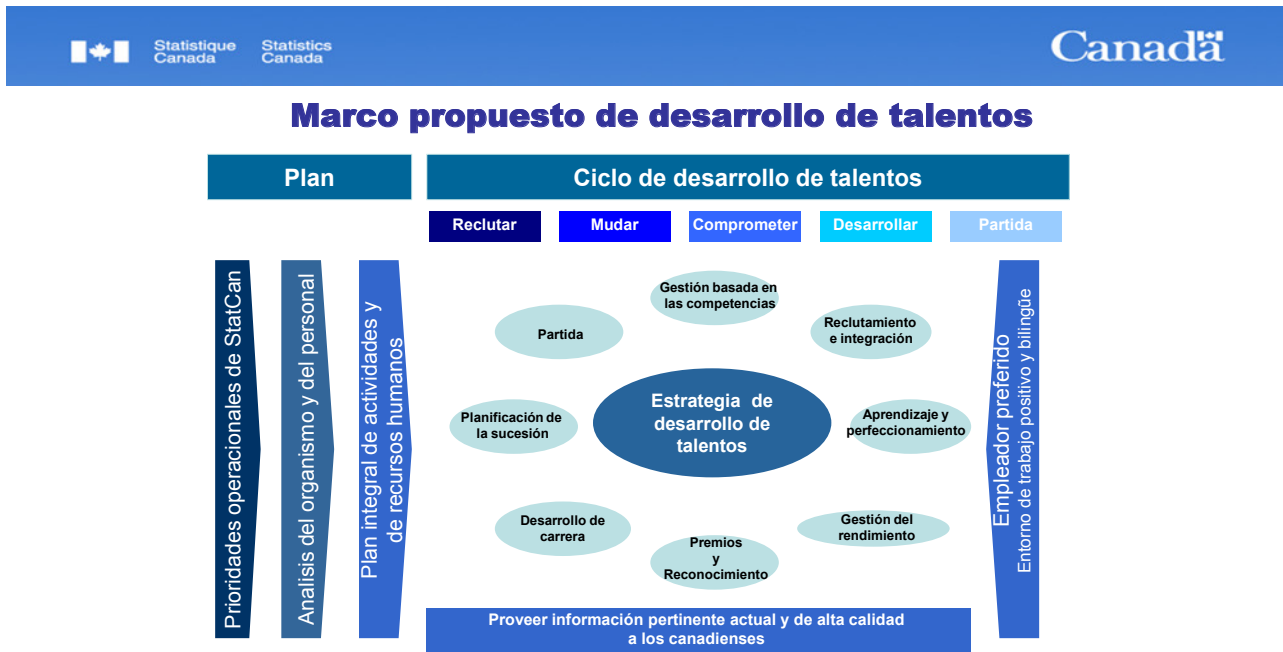 Statistique
Canada
Statistics
Canada
Canada
Marco propuesto de desarrollo de talentos
Plan
Ciclo de desarrollo de talentos
Reclutar
Mudar
Comprometer
Desarrollar
Partida
Prioridades operacionales de StatCan
Analisis del organismo y del personal
Plan integral de actividades y
de recursos humanos
Gestión basada en
las competencias
Partida
Reclutamiento
e integración
Estrategia de
desarrollo de
talentos
Planificación de
la sucesión
Aprendizaje y
perfeccionamiento
Desarrollo de
carrera
Gestión del
rendimiento
Premios
y
Reconocimiento
Empleador preferido
Entorno de trabajo positivo y bilingüe
Proveer información pertinente actual y de alta calidad
a los canadienses